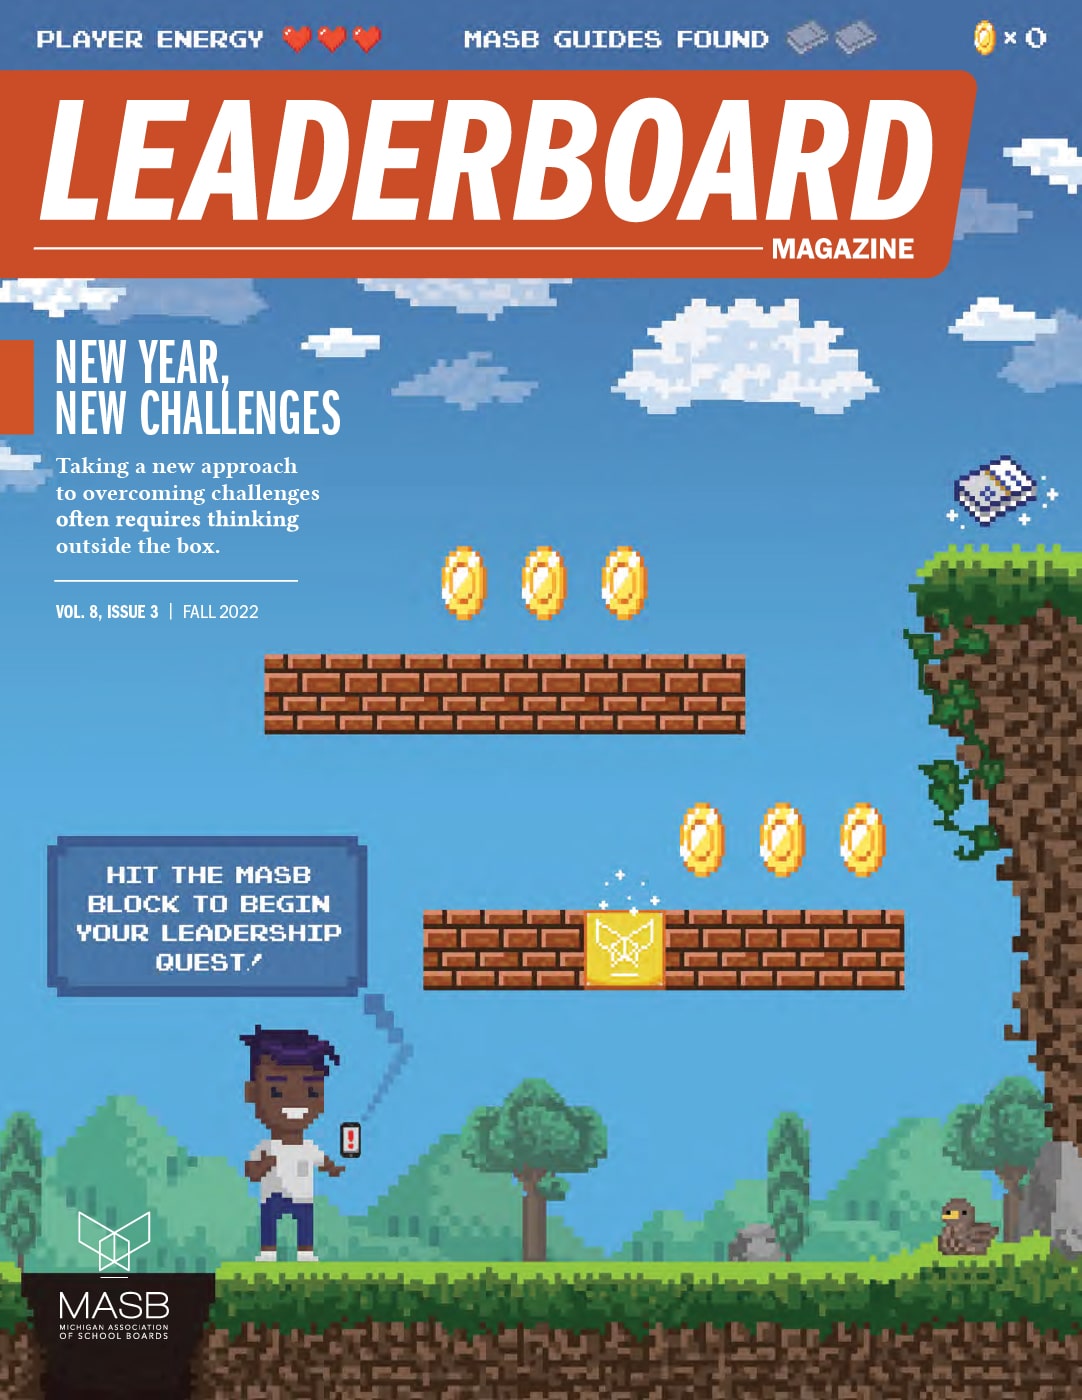 PLAYER ENERGY
MASB GUIDES FOUND
× 0
LEADERBOARD
MAGAZINE
NEW YEAR,
NEW CHALLENGES
Taking a new approach
to overcoming challenges
often requires thinking
outside the box.
VOL. 8, ISSUE 3 | FALL 2022
HIT THE MASB
BLOCK TO BEGIN
YOUR LEADERSHIP
QUEST!
!
MASB
MICHIGAN ASSOCIATION
OF SCHOOL BOARDS